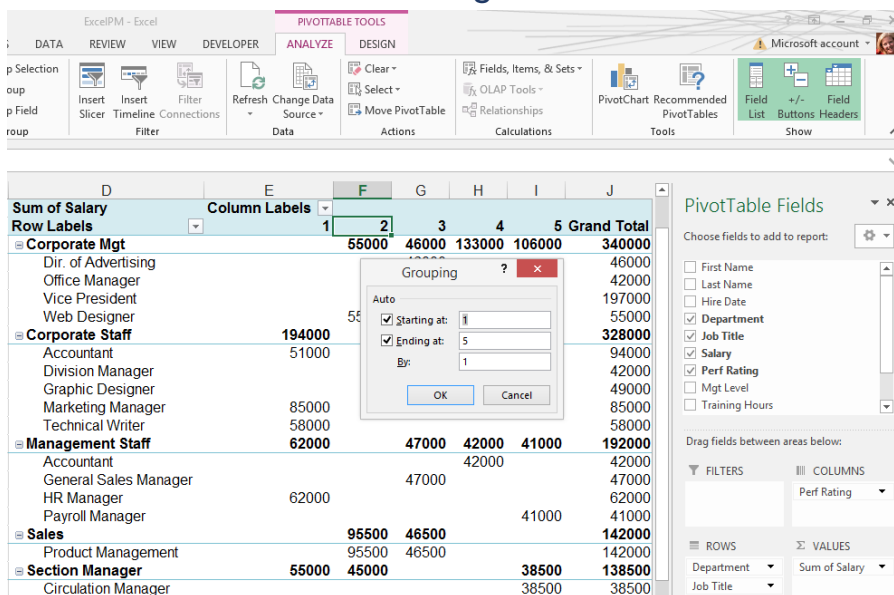 ExcelPM - Excel PIVOTTABLE TOOLS ?
DATA REVIEW VIEW DEVELOPER ANALYZE DESIGN Microsoft account
p Selection
oup
p Field
roup
Insert Slicer
Insert Timeline
Filter Connections
Filter
Refresh
Change Data Source
Data
Clear
Select
Move PivotTable
Actions
Fields, Items, & Sets
OLAP Tools
Relationships
Calculations
PivotChart
Recommended PivotTables
Tools
Field List
+/- Buttons
Field Headers
Show
D E F G H I J
Sum of Salary Column Labels
Row Labels 1 2 3 4 5 Grand Total
Corporate Mgt 55000 46000 133000 106000 340000
Dir. of Advertising 46000
Office Manager 42000
Vice President 197000
Web Designer 55000
Corporate Staff 194000 328000
Accountant 51000 94000
Division Manager 42000
Graphic Designer 49000
Marketing Manager 85000 85000
Technical Writer 58000 58000
Management Staff 62000 47000 42000 41000 192000
Accountant 42000 42000
General Sales Manager 47000 47000
HR Manager 62000 62000
Payroll Manager 41000 41000
Sales 95500 46500 142000
Product Management 95500 46500 142000
Section Manager 55000 45000 38500 138500
Circulation Manager 38500 38500
Grouping ? ×
Auto
Starting at: 1
Ending at: 5
By: 1
OK Cancel
PivotTable Fields
Choose fields to add to report:
First Name
Last Name
Hire Date
Department
Job Title
Salary
Perf Rating
Mgt Level
Training Hours
Drag fields between areas below:
FILTERS COLUMNS
Perf Rating
ROWS Σ VALUES
Department Sum of Salary
Job Title